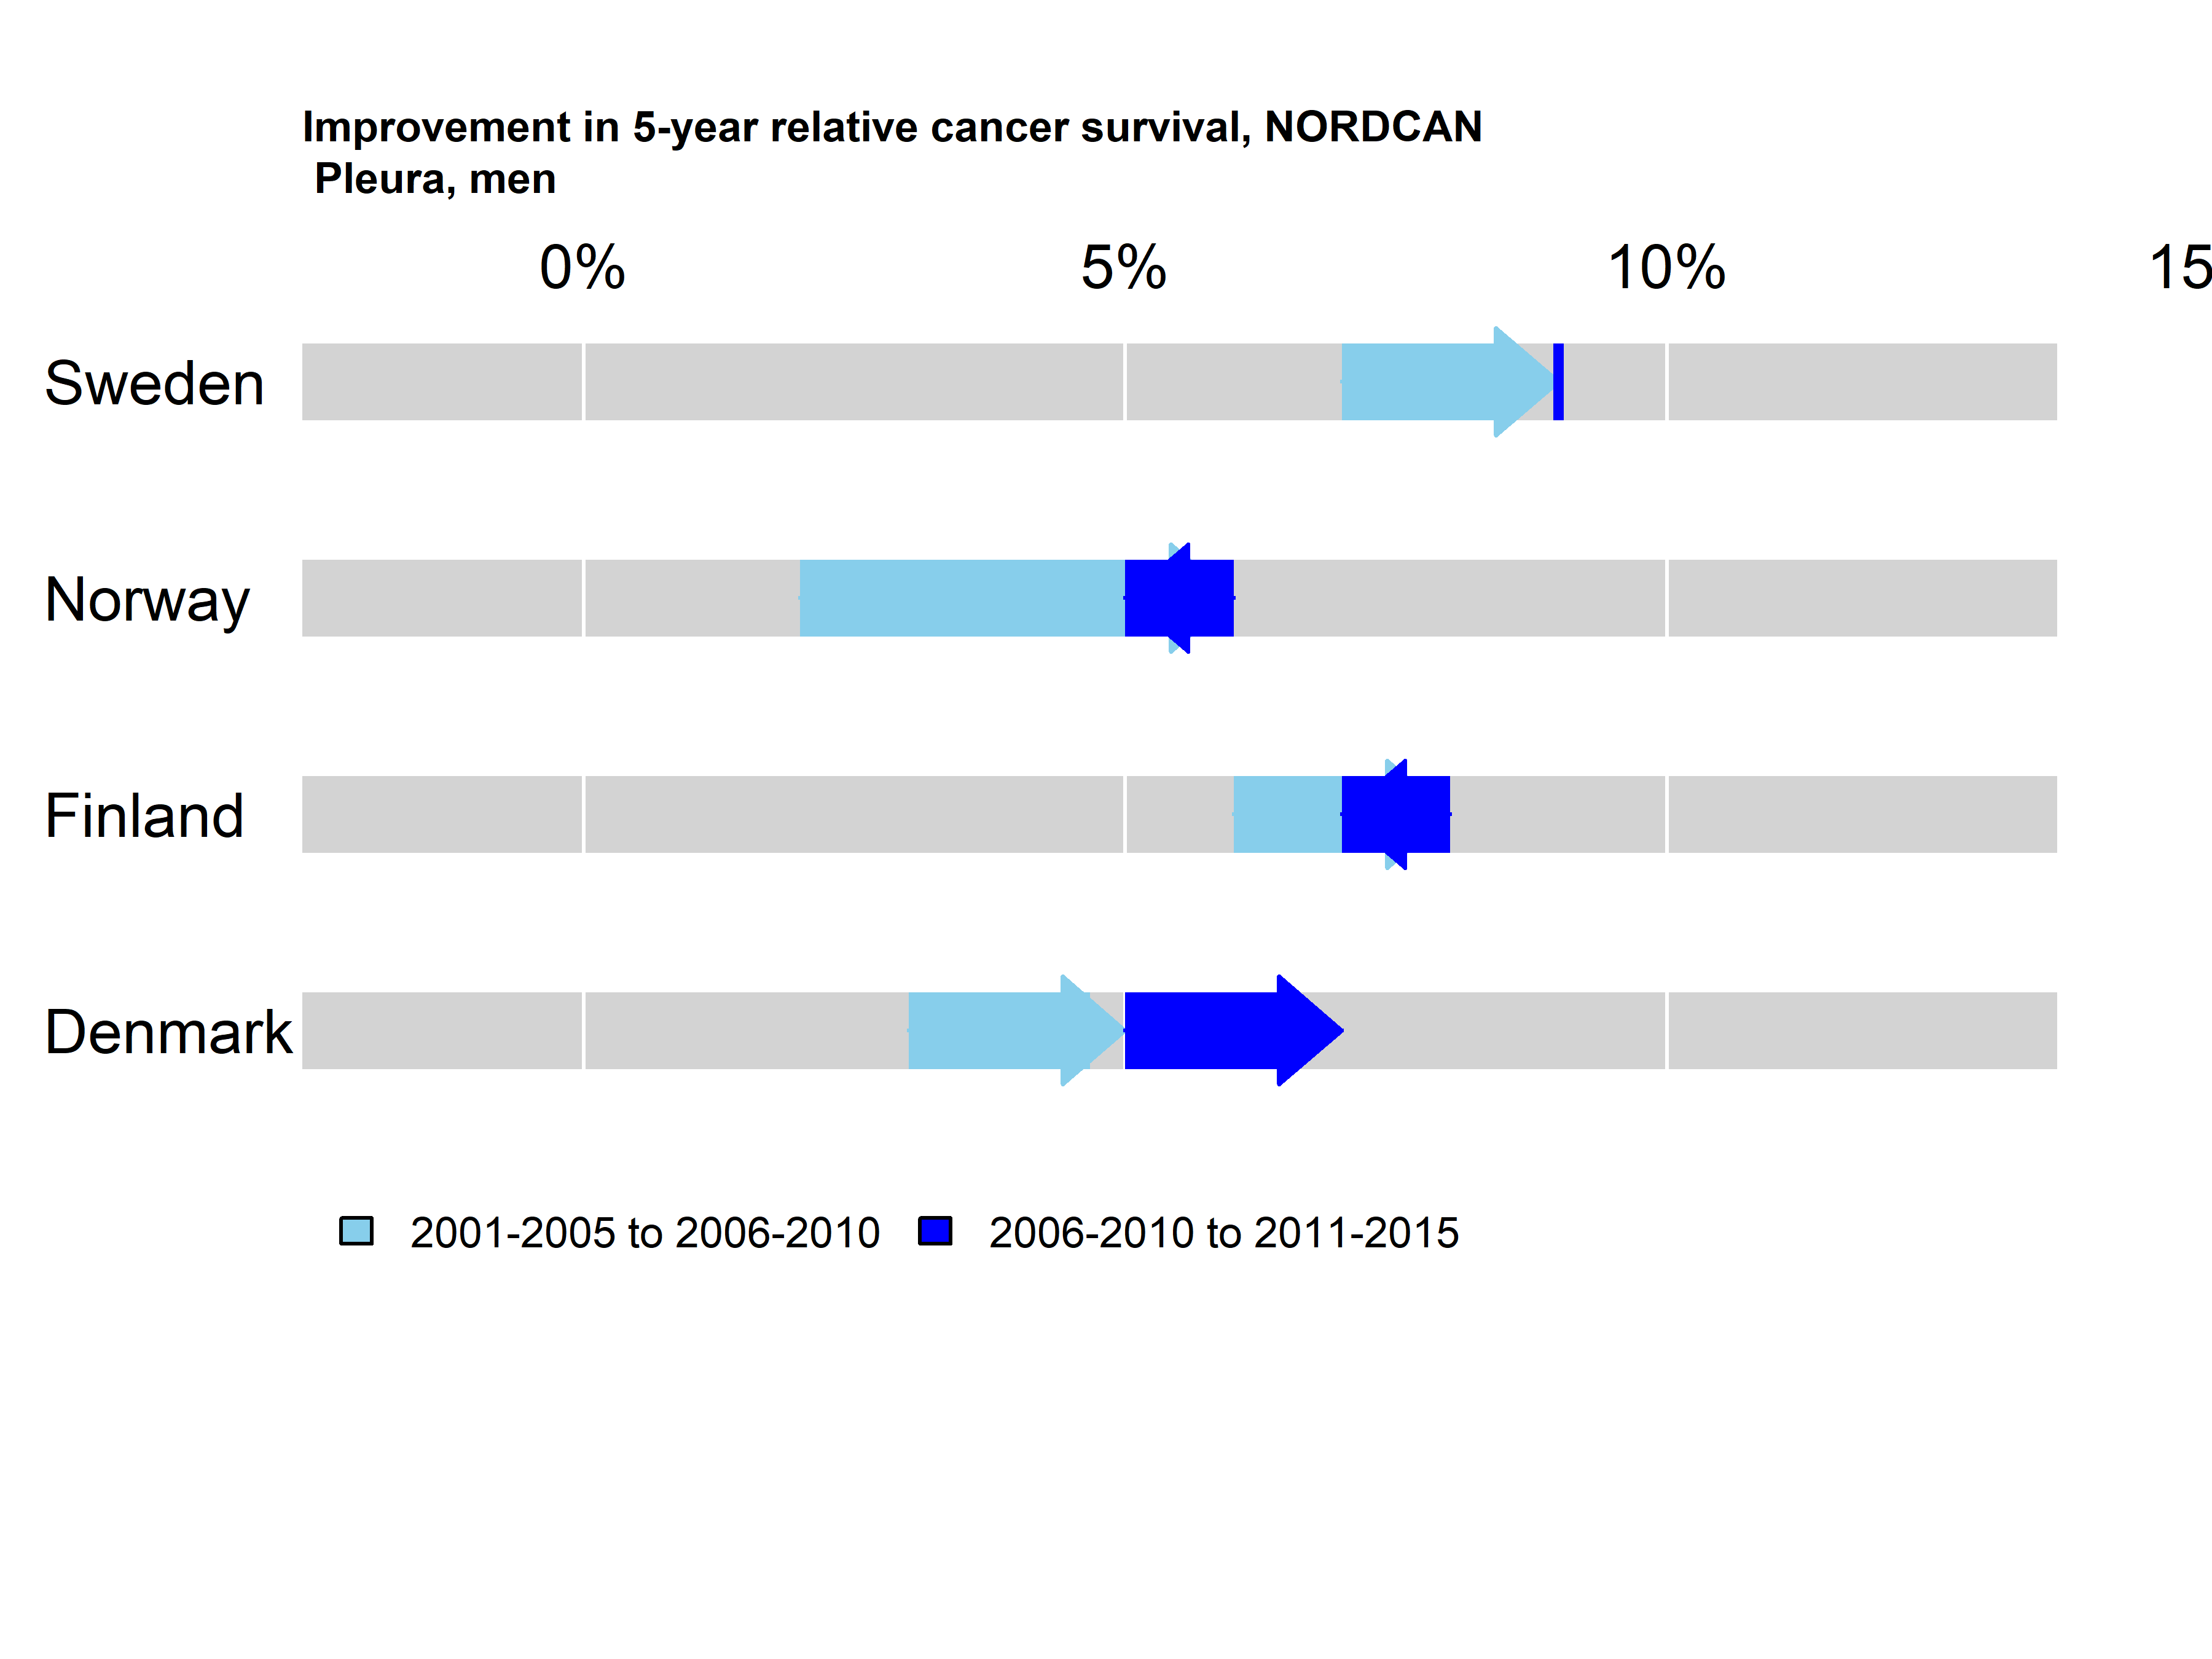 Improvement in 5-year relative cancer survival, NORDCAN
Pleura, men
0% 5% 10% 15
Sweden
Norway
Finland
Denmark
2001-2005 to 2006-2010 2006-2010 to 2011-2015